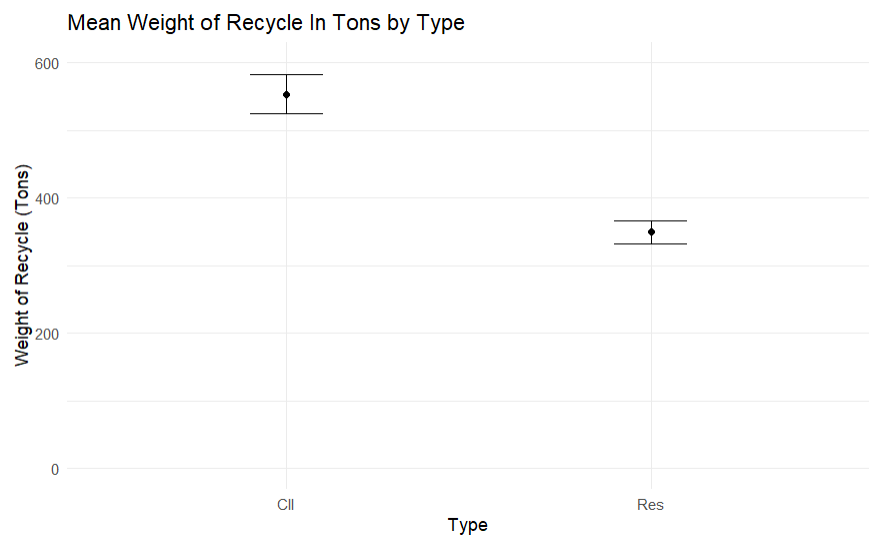 Mean Weight of Recycle In Tons by Type
Weight of Recycle (Tons)
600
400
200
0
CII
Res
Type